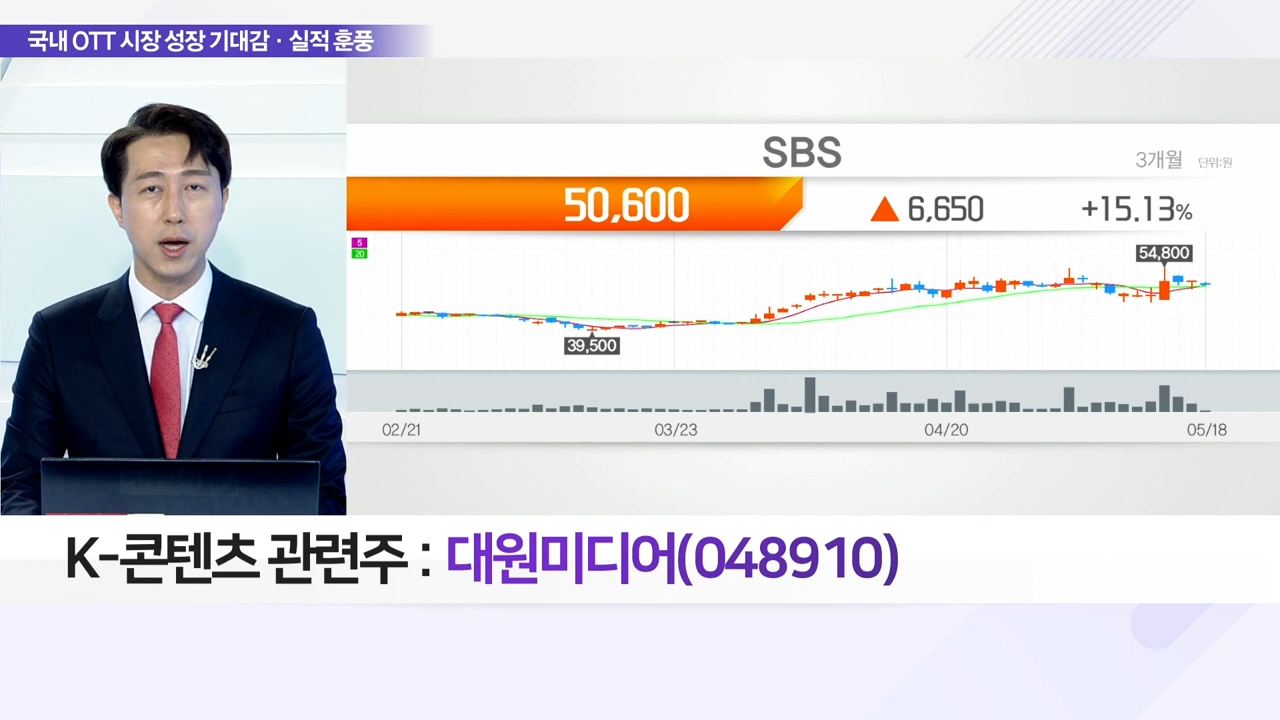 국내 OTT 시장 성장 기대감 · 실적 훈풍
SBS
3개월 단위:원
50,600 ▲ 6,650 +15.13%
5
20
54,800
39,500
02/21 03/23 04/20 05/18
K-콘텐츠 관련주 : 대원미디어(048910)